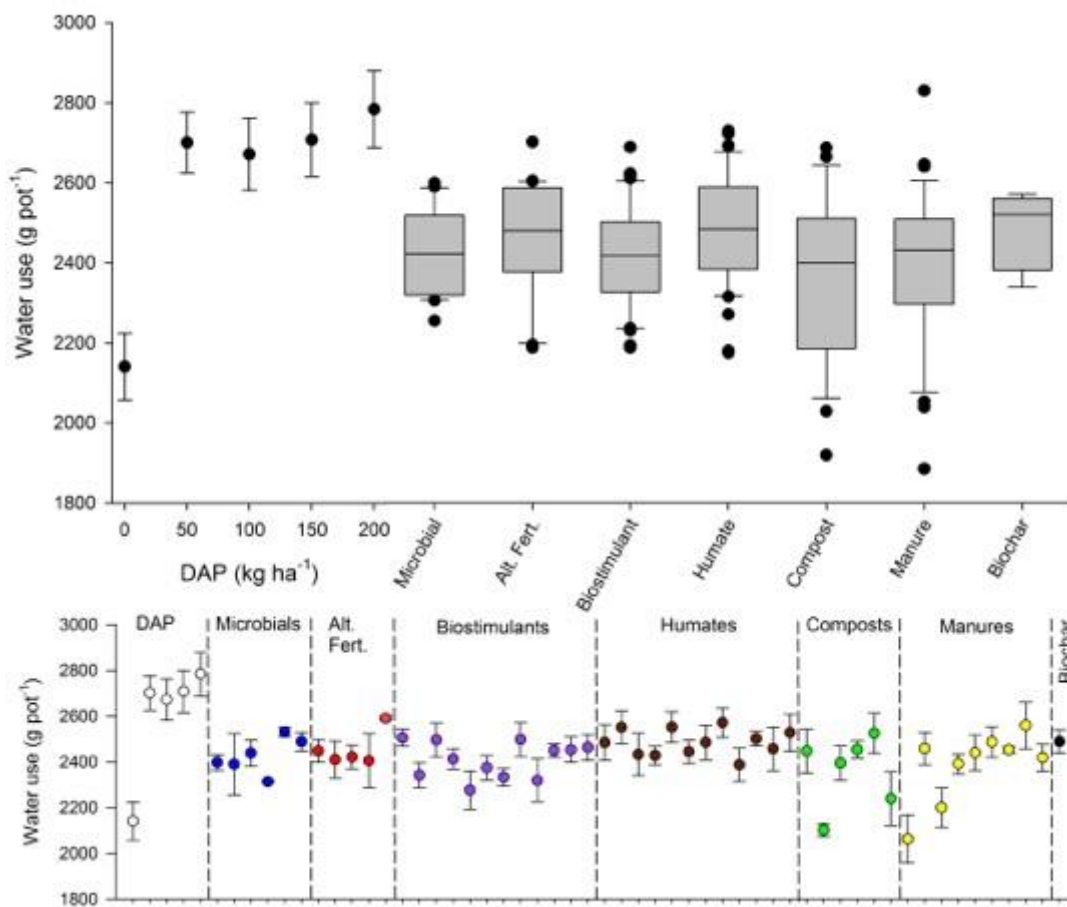 3000
2800
2600
2400
2200
2000
1800
Water use (g pot⁻¹)
0 50 100 150 200
DAP (kg ha⁻¹)
Microbial
Alt. Fert.
Biostimulant
Humate
Compost
Manure
Biochar
3000
2800
2600
2400
2200
2000
1800
Water use (g pot⁻¹)
DAP
Microbials
Alt.
Fert.
Biostimulants
Humates
Composts
Manures
Biochar